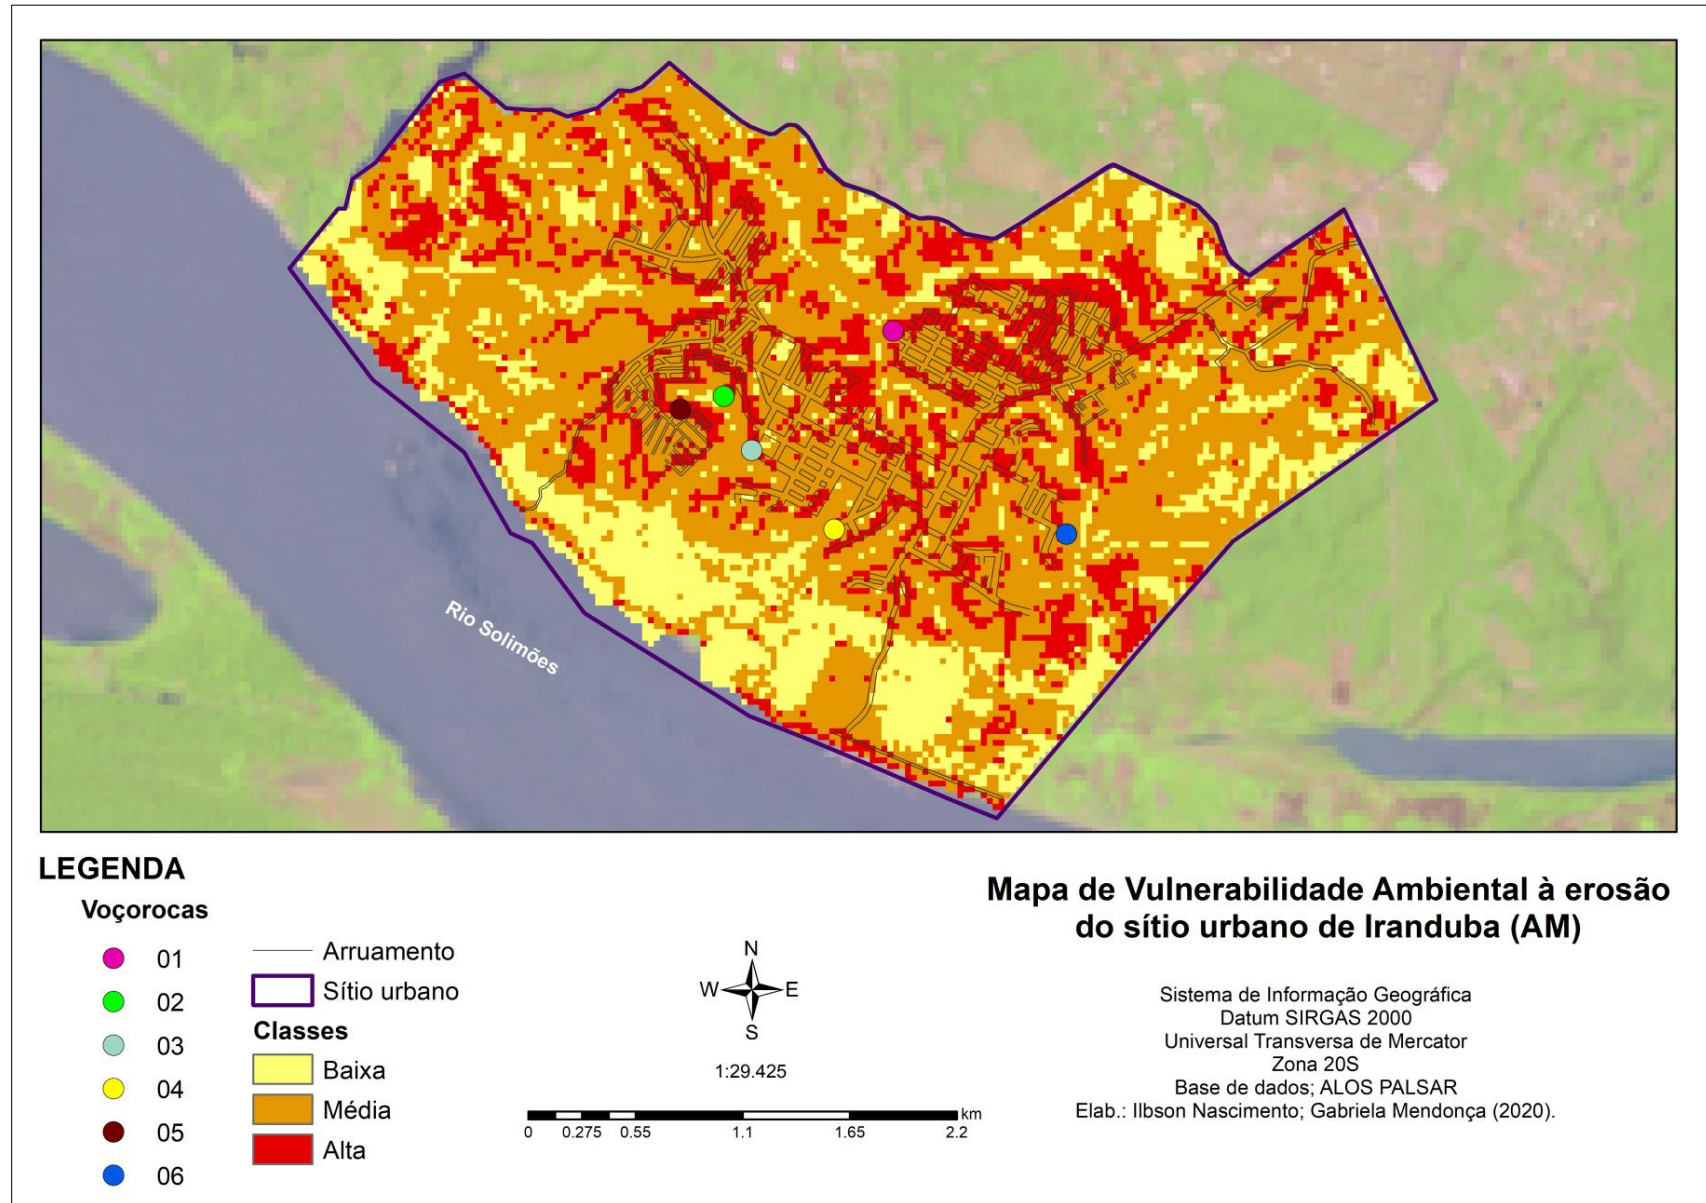 Rio Solimões
LEGENDA
Voçorocas
01
02
03
04
05
06
Arruamento
Sítio urbano
Classes
Baixa
Média
Alta
N
W E
S
1:29.425
km
0 0.275 0.55 1.1 1.65 2.2
Mapa de Vulnerabilidade Ambiental à erosão
do sítio urbano de Iranduba (AM)
Sistema de Informação Geográfica
Datum SIRGAS 2000
Universal Transversa de Mercator
Zona 20S
Base de dados; ALOS PALSAR
Elab.: Ilbson Nascimento; Gabriela Mendonça (2020).